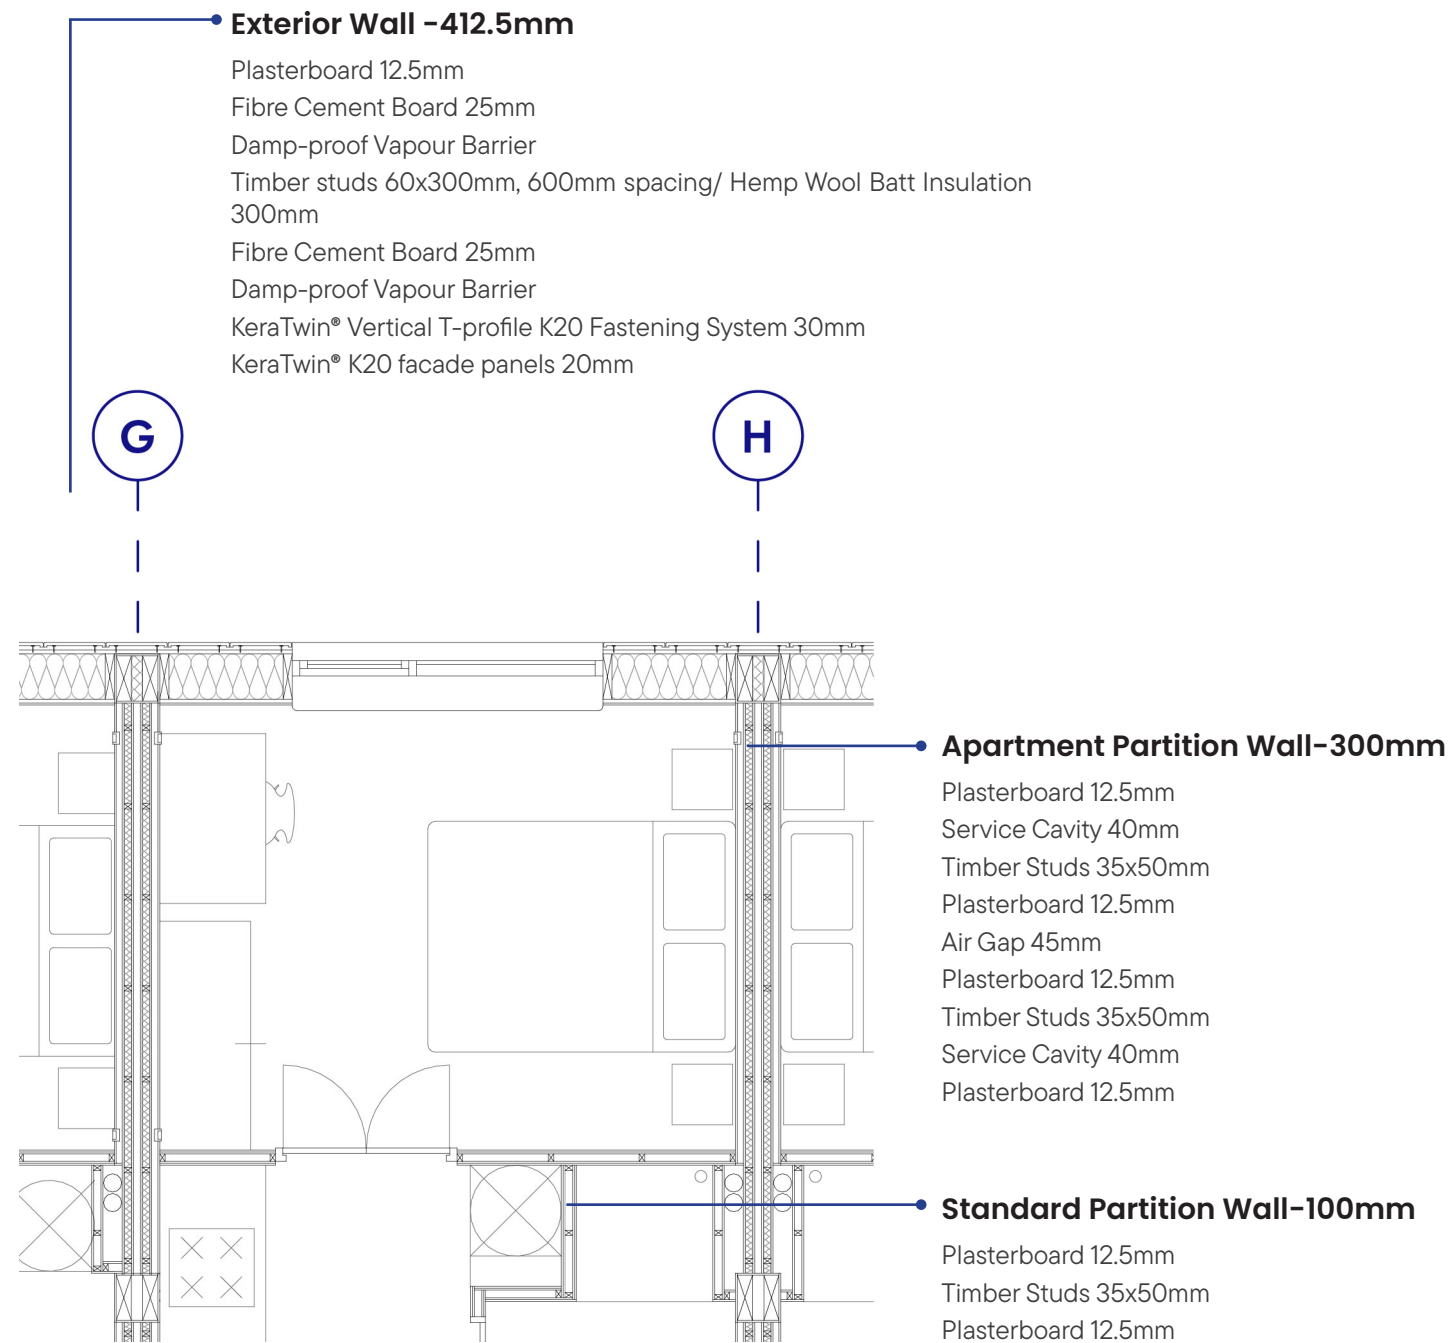 Exterior Wall -412.5mm
Plasterboard 12.5mm
Fibre Cement Board 25mm
Damp-proof Vapour Barrier
Timber studs 60x300mm, 600mm spacing/ Hemp Wool Batt Insulation
300mm
Fibre Cement Board 25mm
Damp-proof Vapour Barrier
KeraTwin® Vertical T-profile K20 Fastening System 30mm
KeraTwin® K20 facade panels 20mm
G
H
Apartment Partition Wall-300mm
Plasterboard 12.5mm
Service Cavity 40mm
Timber Studs 35x50mm
Plasterboard 12.5mm
Air Gap 45mm
Plasterboard 12.5mm
Timber Studs 35x50mm
Service Cavity 40mm
Plasterboard 12.5mm
Standard Partition Wall-100mm
Plasterboard 12.5mm
Timber Studs 35x50mm
Plasterboard 12.5mm